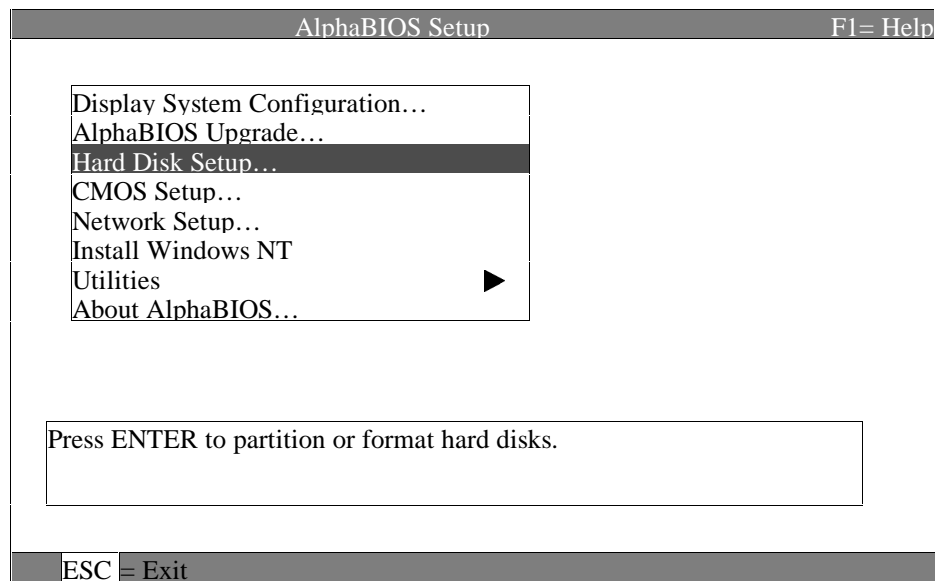 AlphaBIOS Setup F1= Help
Display System Configuration…
AlphaBIOS Upgrade…
Hard Disk Setup…
CMOS Setup…
Network Setup…
Install Windows NT
Utilities ▶
About AlphaBIOS…
Press ENTER to partition or format hard disks.
ESC = Exit